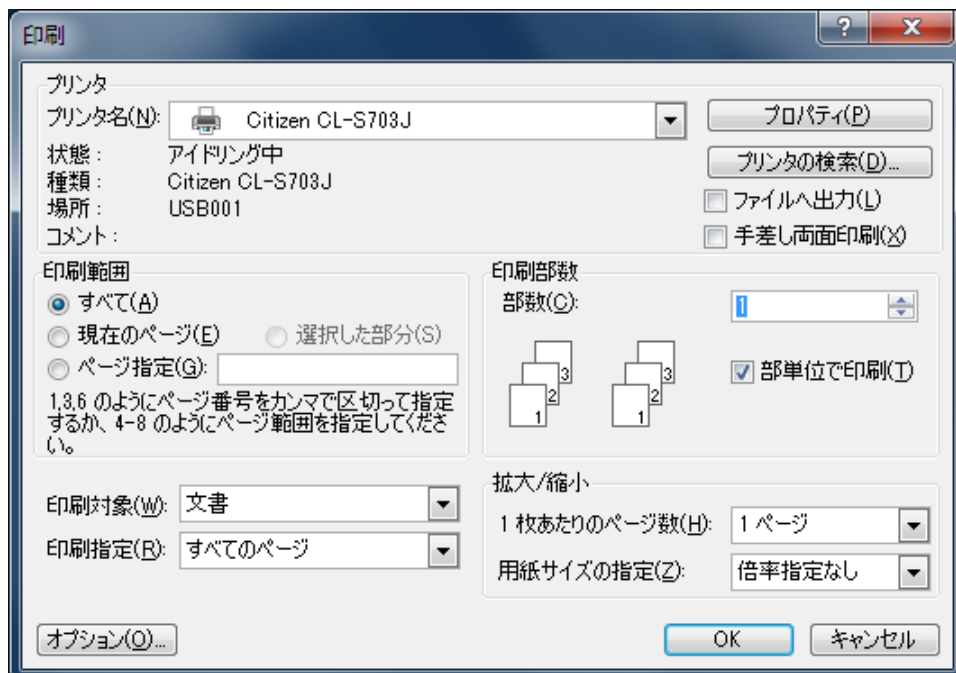 印刷
プリンタ
プリンタ名(N): Citizen CL-S703J プロパティ(P)
状態： アイドリング中 プリンタの検索(D)...
種類： Citizen CL-S703J
場所： USB001 ファイルへ出力(L)
コメント： 手差し両面印刷(X)
印刷範囲
すべて(A)
現在のページ(E) 選択した部分(S)
ページ指定(G):
1,3,6 のようにページ番号をカンマで区切って指定
するか、4-8 のようにページ範囲を指定してくださ
い。
印刷部数
部数(C): 1
部単位で印刷(T)
3 3
2 2
1 1
印刷対象(W): 文書
印刷指定(R): すべてのページ
拡大/縮小
1 枚あたりのページ数(H): 1 ページ
用紙サイズの指定(Z): 倍率指定なし
オプション(O)... OK キャンセル